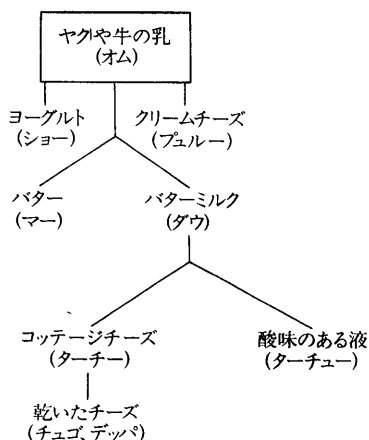 ヤクや牛の乳
(オム)
ヨーグルト
(ショー)
クリームチーズ
(プュルー)
バター
(マー)
バターミルク
(ダウ)
コッテージチーズ
(ターチー)
酸味のある液
(ターチュー)
乾いたチーズ
(チュゴ、デッパ)